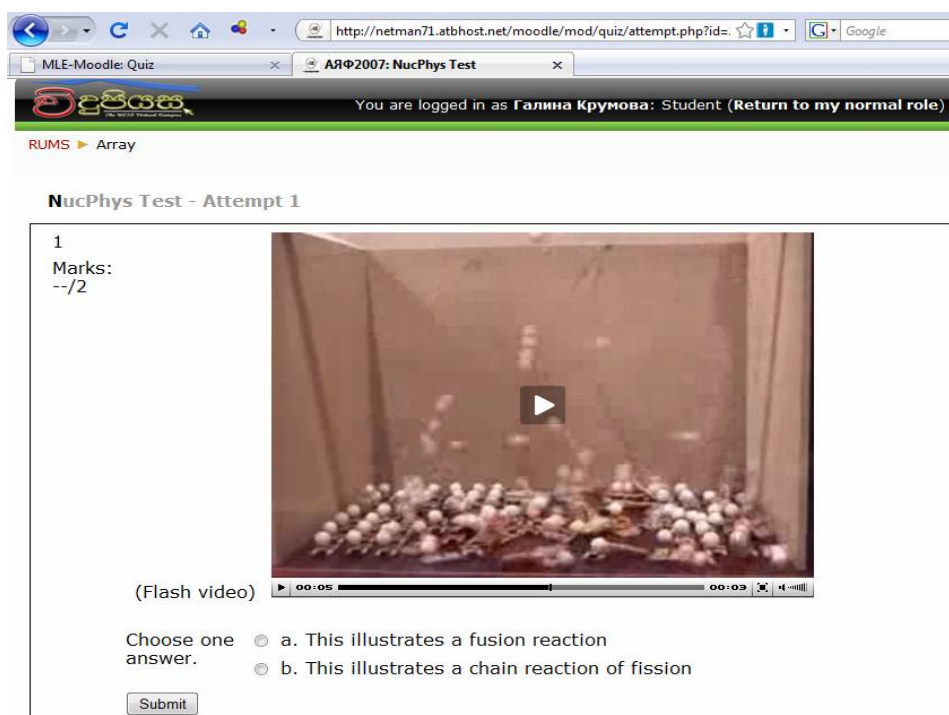 http://netman71.atbhost.net/moodle/mod/quiz/attempt.php?id=
G
Google
MLE-Moodle: Quiz
АЯФ2007: NucPhys Test
You are logged in as Галина Крумова: Student (Return to my normal role)
RUMS ► Array
NucPhys Test - Attempt 1
1
Marks:
--/2
(Flash video)
00:05
00:03
Choose one
answer.
a. This illustrates a fusion reaction
b. This illustrates a chain reaction of fission
Submit